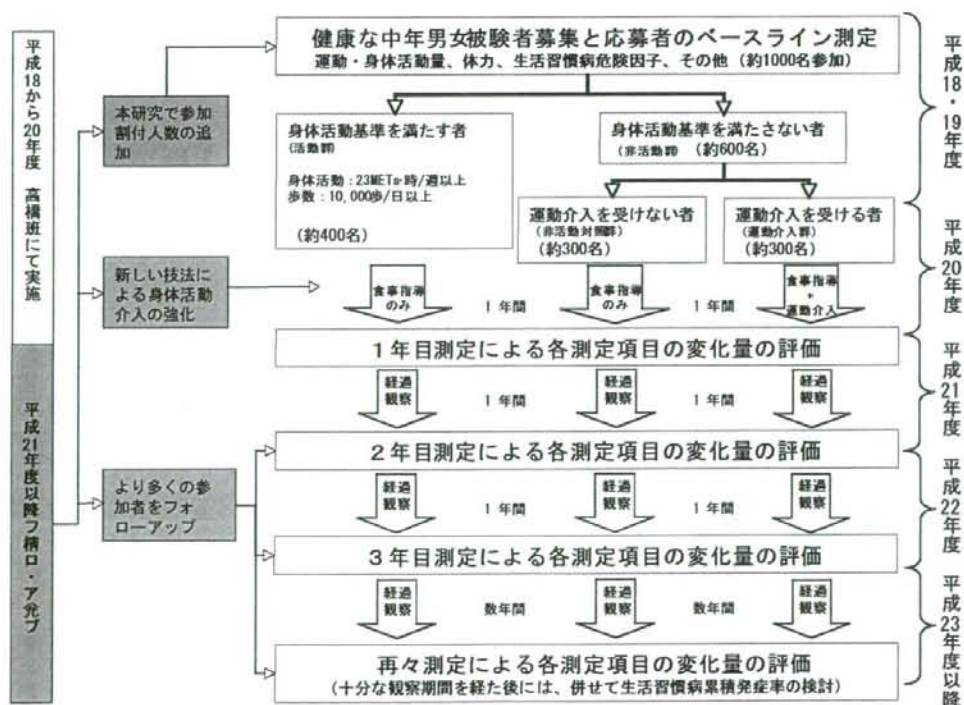 健康な中年男女被験者募集と応募者のベースライン測定
運動・身体活動量、体力、生活習慣病危険因子、その他 (約1000名参加)
平成18から20年度 高橋班にて実施
平成21年度以降フ
ロ・ア
プ
本研究で参加
割付人数の追
加
新しい技法に
よる身体活動
介入の強化
より多くの参
加者をフォ
ローアップ
身体活動基準を満たす者
(活動群)
身体活動:23METs・時/週以上
歩数:10,000歩/日以上
(約400名)
身体活動基準を満たさない者
(非活動群) (約600名)
運動介入を受けない者
(非活動対照群)
(約300名)
運動介入を受ける者
(運動介入群)
(約300名)
食事指導
のみ
1年間
食事指導
のみ
1年間
食事指導
+
運動介入
1年目測定による各測定項目の変化量の評価
経過
観察
1年間
経過
観察
1年間
経過
観察
2年目測定による各測定項目の変化量の評価
経過
観察
1年間
経過
観察
1年間
経過
観察
3年目測定による各測定項目の変化量の評価
経過
観察
数年間
経過
観察
数年間
経過
観察
再々測定による各測定項目の変化量の評価
(十分な観察期間を経た後には、併せて生活習慣病累積発症率の検討)
平成18・19年度
平成20年度
平成21年度
平成22年度
平成23年度以降